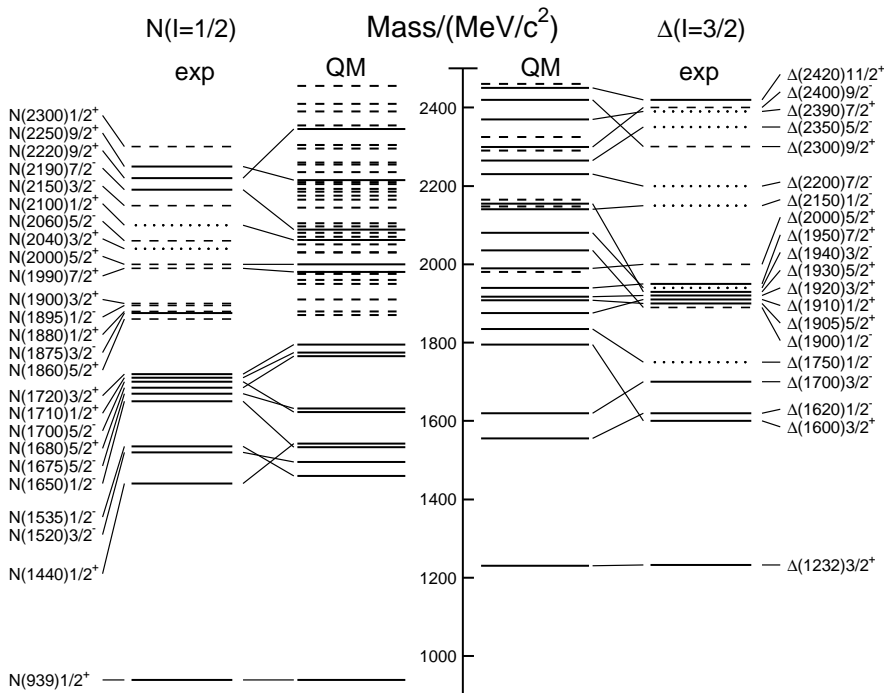 N(I=1/2) Mass/(MeV/c²) Δ(I=3/2)
exp QM QM exp
N(2300)1/2⁺
N(2250)9/2⁺
N(2220)9/2⁺
N(2190)7/2⁻
N(2150)3/2⁻
N(2100)1/2⁺
N(2060)5/2⁻
N(2040)3/2⁺
N(2000)5/2⁺
N(1990)7/2⁺
N(1900)3/2⁺
N(1895)1/2⁻
N(1880)1/2⁺
N(1875)3/2⁻
N(1860)5/2⁺
N(1720)3/2⁺
N(1710)1/2⁺
N(1700)5/2⁻
N(1680)5/2⁺
N(1675)5/2⁻
N(1650)1/2⁻
N(1535)1/2⁻
N(1520)3/2⁻
N(1440)1/2⁺
N(939)1/2⁺
2400
2200
2000
1800
1600
1400
1200
1000
Δ(2420)11/2⁺
Δ(2400)9/2⁻
Δ(2390)7/2⁺
Δ(2350)5/2⁻
Δ(2300)9/2⁺
Δ(2200)7/2⁻
Δ(2150)1/2⁻
Δ(2000)5/2⁺
Δ(1950)7/2⁺
Δ(1940)3/2⁻
Δ(1930)5/2⁺
Δ(1920)3/2⁺
Δ(1910)1/2⁺
Δ(1905)5/2⁺
Δ(1900)1/2⁻
Δ(1750)1/2⁻
Δ(1700)3/2⁻
Δ(1620)1/2⁻
Δ(1600)3/2⁺
Δ(1232)3/2⁺